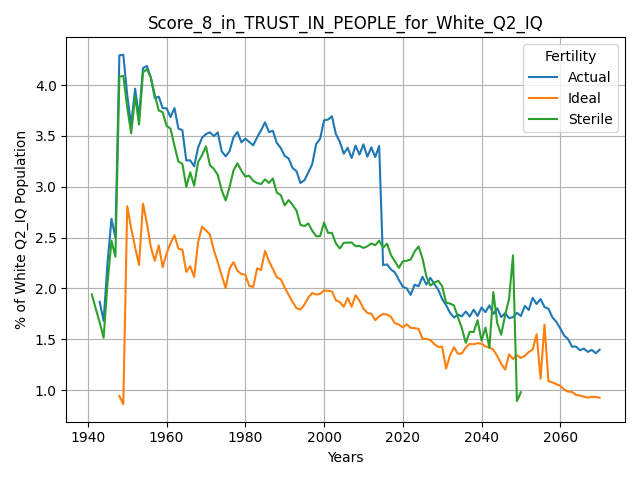 Score_8_in_TRUST_IN_PEOPLE_for_White_Q2_IQ
Fertility
Actual
Ideal
Sterile
% of White Q2_IQ Population
4.0
3.5
3.0
2.5
2.0
1.5
1.0
1940
1960
1980
2000
2020
2040
2060
Years